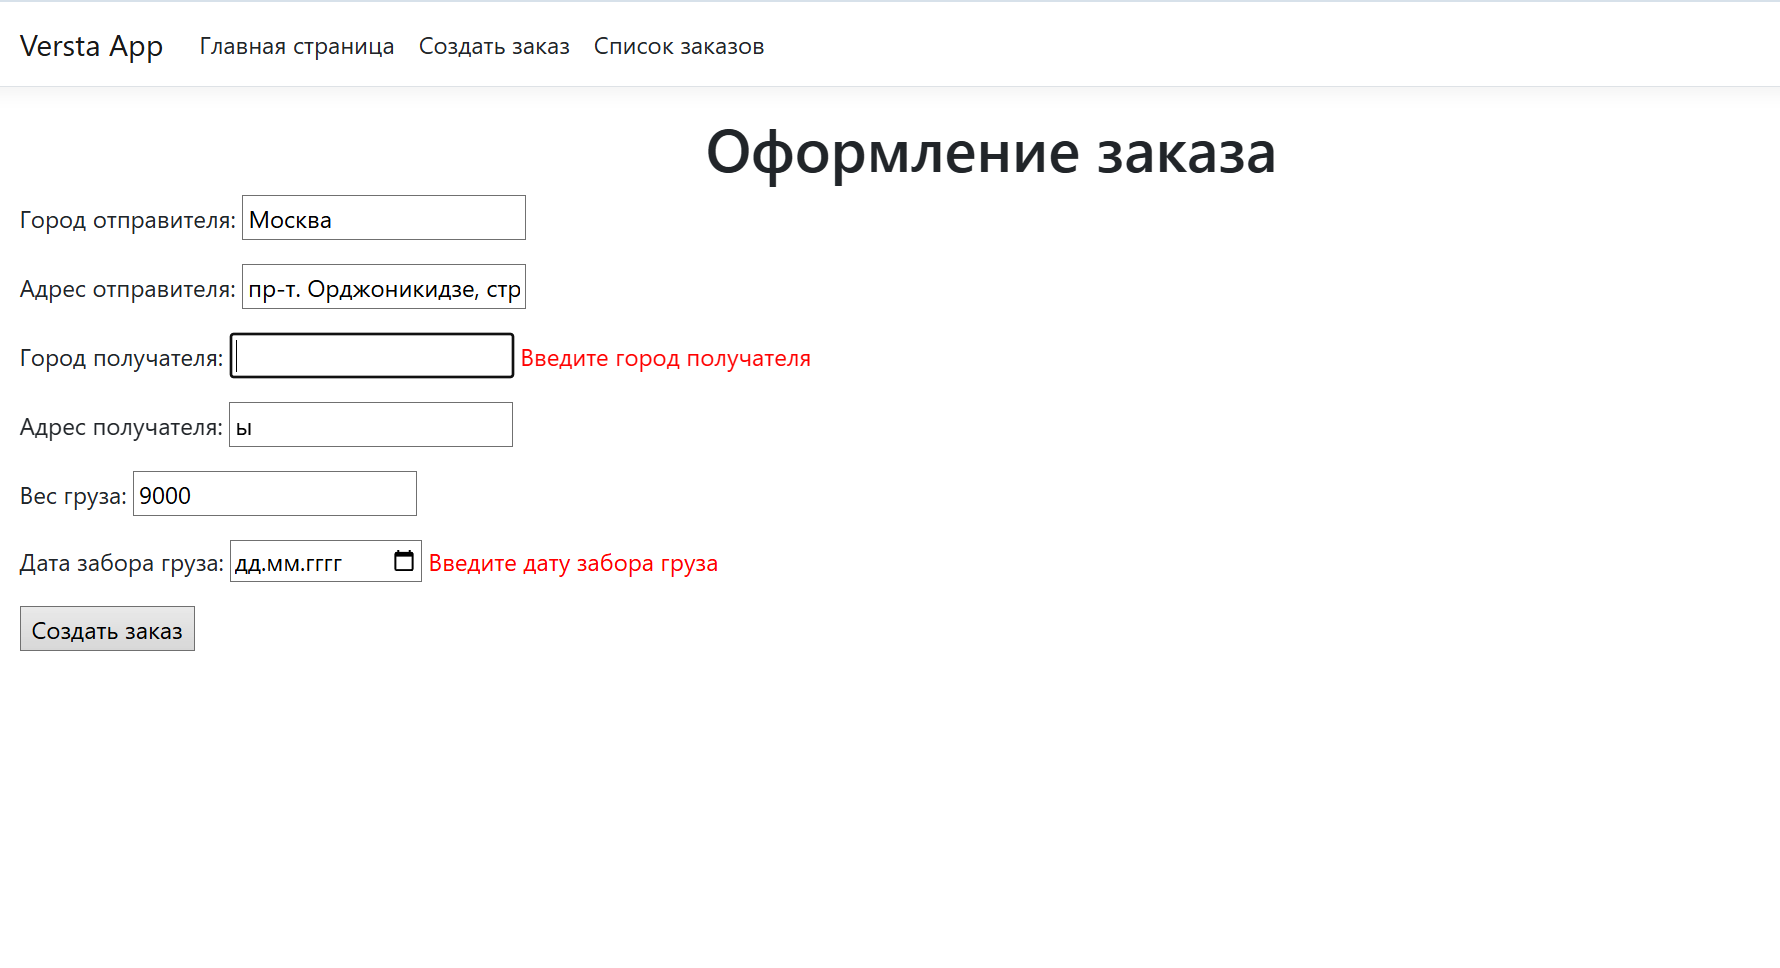 Versta App Главная страница Создать заказ Список заказов
Оформление заказа
Город отправителя: Москва
Адрес отправителя: пр-т. Орджоникидзе, стр
Город получателя: Введите город получателя
Адрес получателя: ы
Вес груза: 9000
Дата забора груза: дд.мм.гггг Введите дату забора груза
Создать заказ